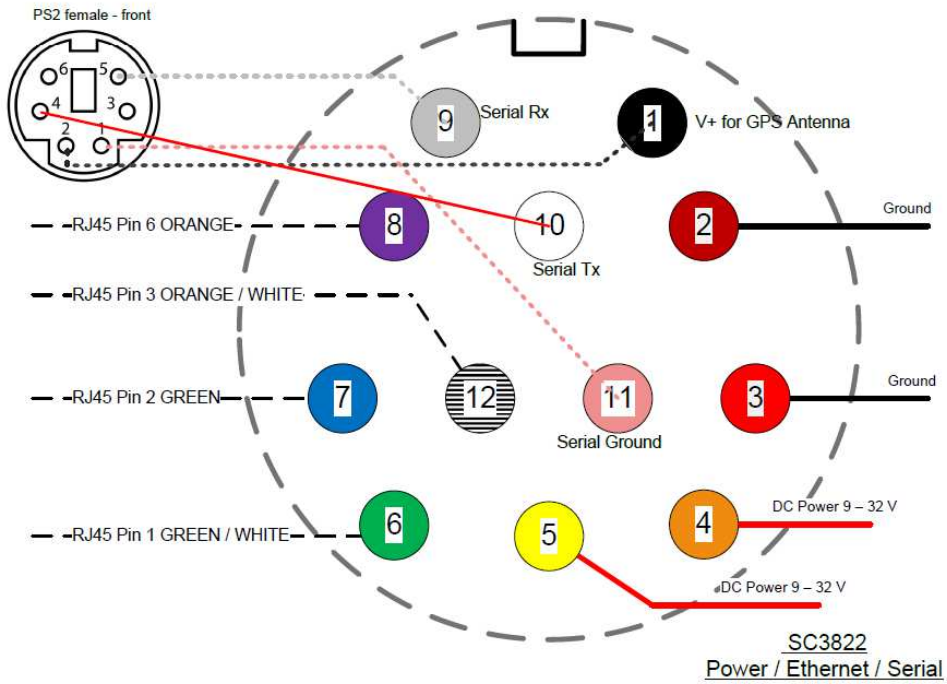 PS2 female - front
6
5
4
3
2
1
9
Serial Rx
1
V+ for GPS Antenna
RJ45 Pin 6 ORANGE
8
10
Serial Tx
2
Ground
RJ45 Pin 3 ORANGE / WHITE
RJ45 Pin 2 GREEN
7
12
11
Serial Ground
3
Ground
RJ45 Pin 1 GREEN / WHITE
6
5
4
DC Power 9 – 32 V
DC Power 9 – 32 V
SC3822
Power / Ethernet / Serial